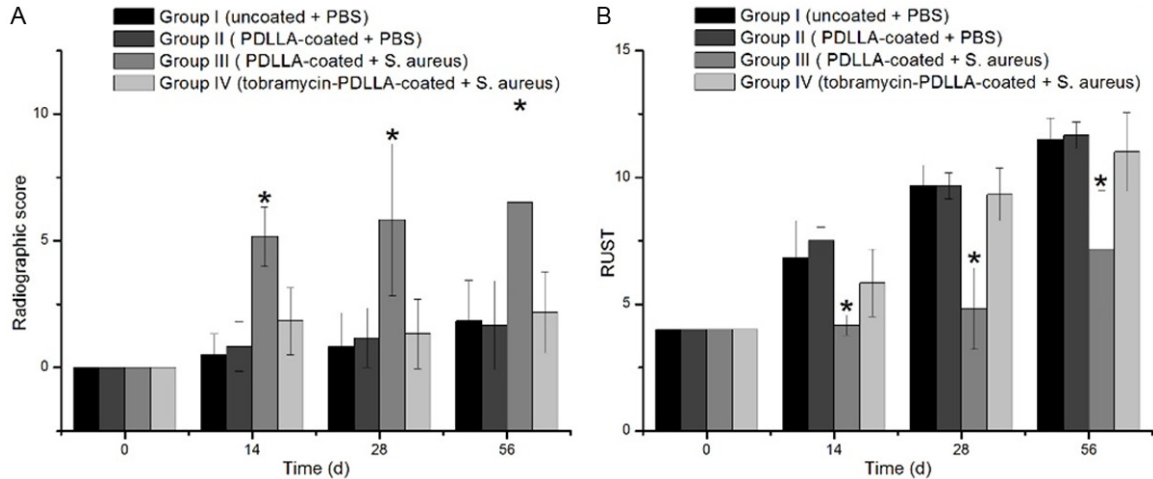 A
Group I (uncoated + PBS)
Group II ( PDLLA-coated + PBS)
Group III ( PDLLA-coated + S. aureus)
Group IV (tobramycin-PDLLA-coated + S. aureus)
10
5
0
Radiographic score
*
*
*
0
14
28
56
Time (d)
B
Group I (uncoated + PBS)
Group II ( PDLLA-coated + PBS)
Group III ( PDLLA-coated + S. aureus)
Group IV (tobramycin-PDLLA-coated + S. aureus)
15
10
5
0
RUST
*
*
*
0
14
28
56
Time (d)